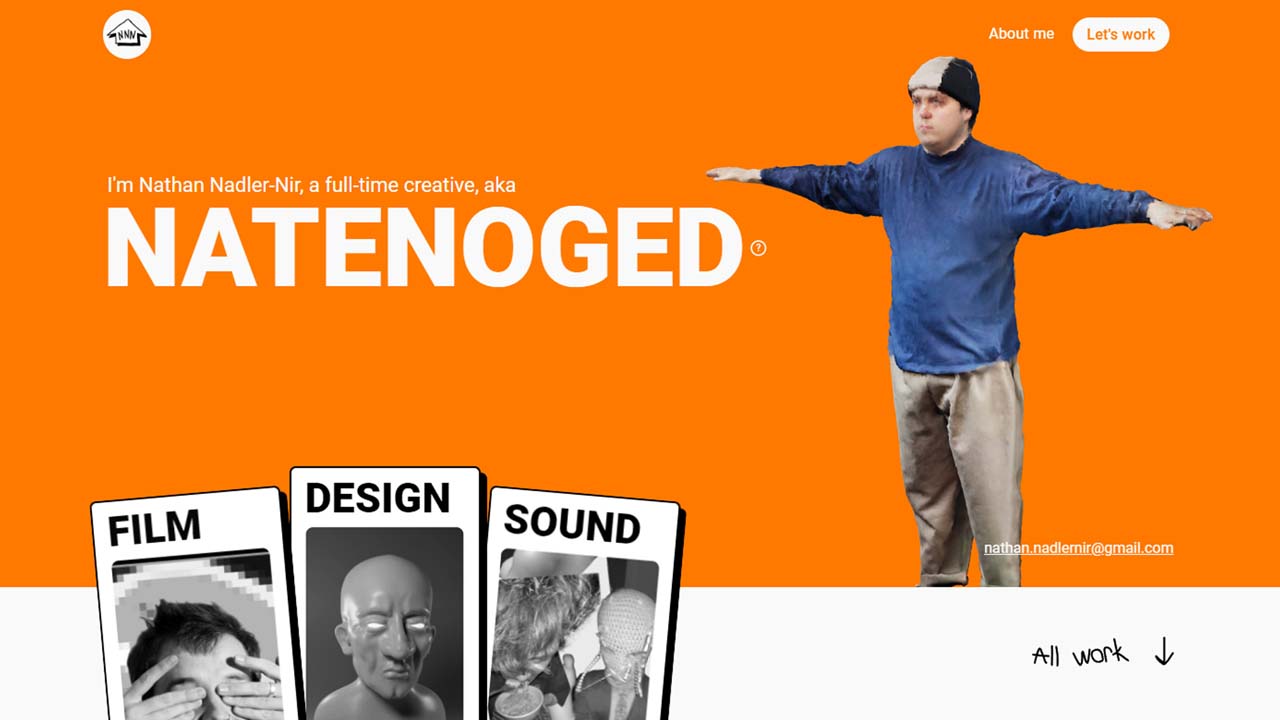 NNN
About me
Let's work
I'm Nathan Nadler-Nir, a full-time creative, aka
NATENOGED
?
FILM
DESIGN
SOUND
nathan.nadlernir@gmail.com
All work ↓